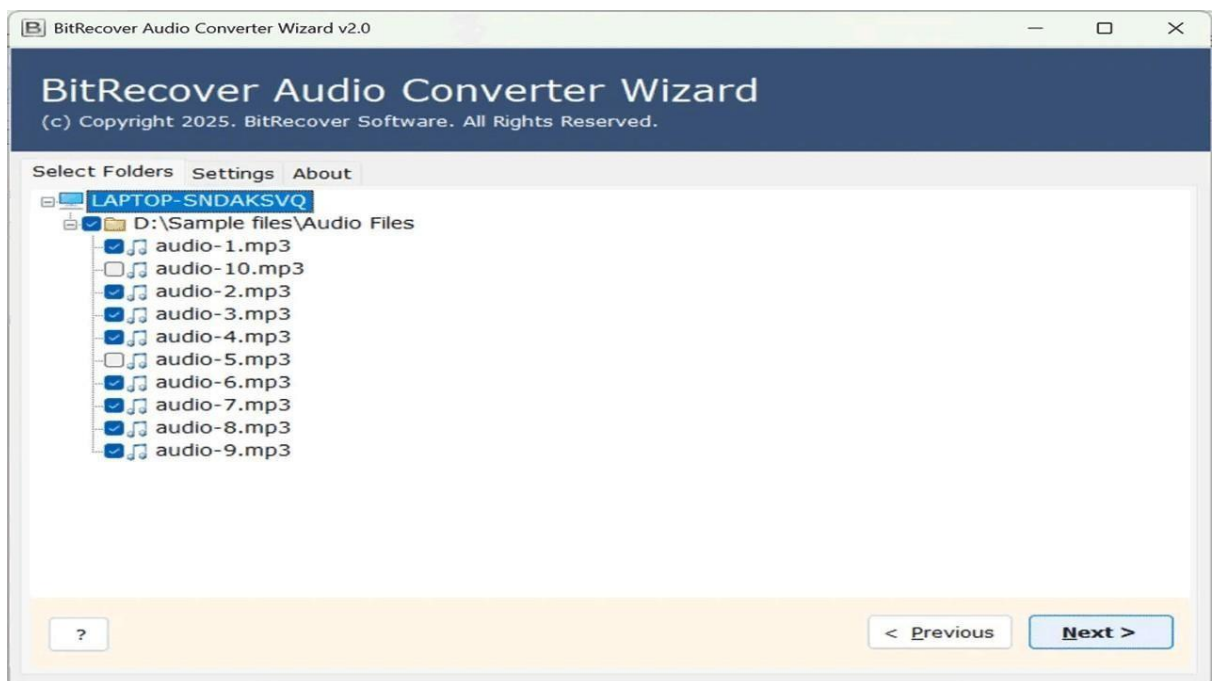 BitRecover Audio Converter Wizard v2.0
BitRecover Audio Converter Wizard
(c) Copyright 2025. BitRecover Software. All Rights Reserved.
Select Folders Settings About
LAPTOP-SNDAKSVQ
D:\Sample files\Audio Files
audio-1.mp3
audio-10.mp3
audio-2.mp3
audio-3.mp3
audio-4.mp3
audio-5.mp3
audio-6.mp3
audio-7.mp3
audio-8.mp3
audio-9.mp3
? < Previous Next >